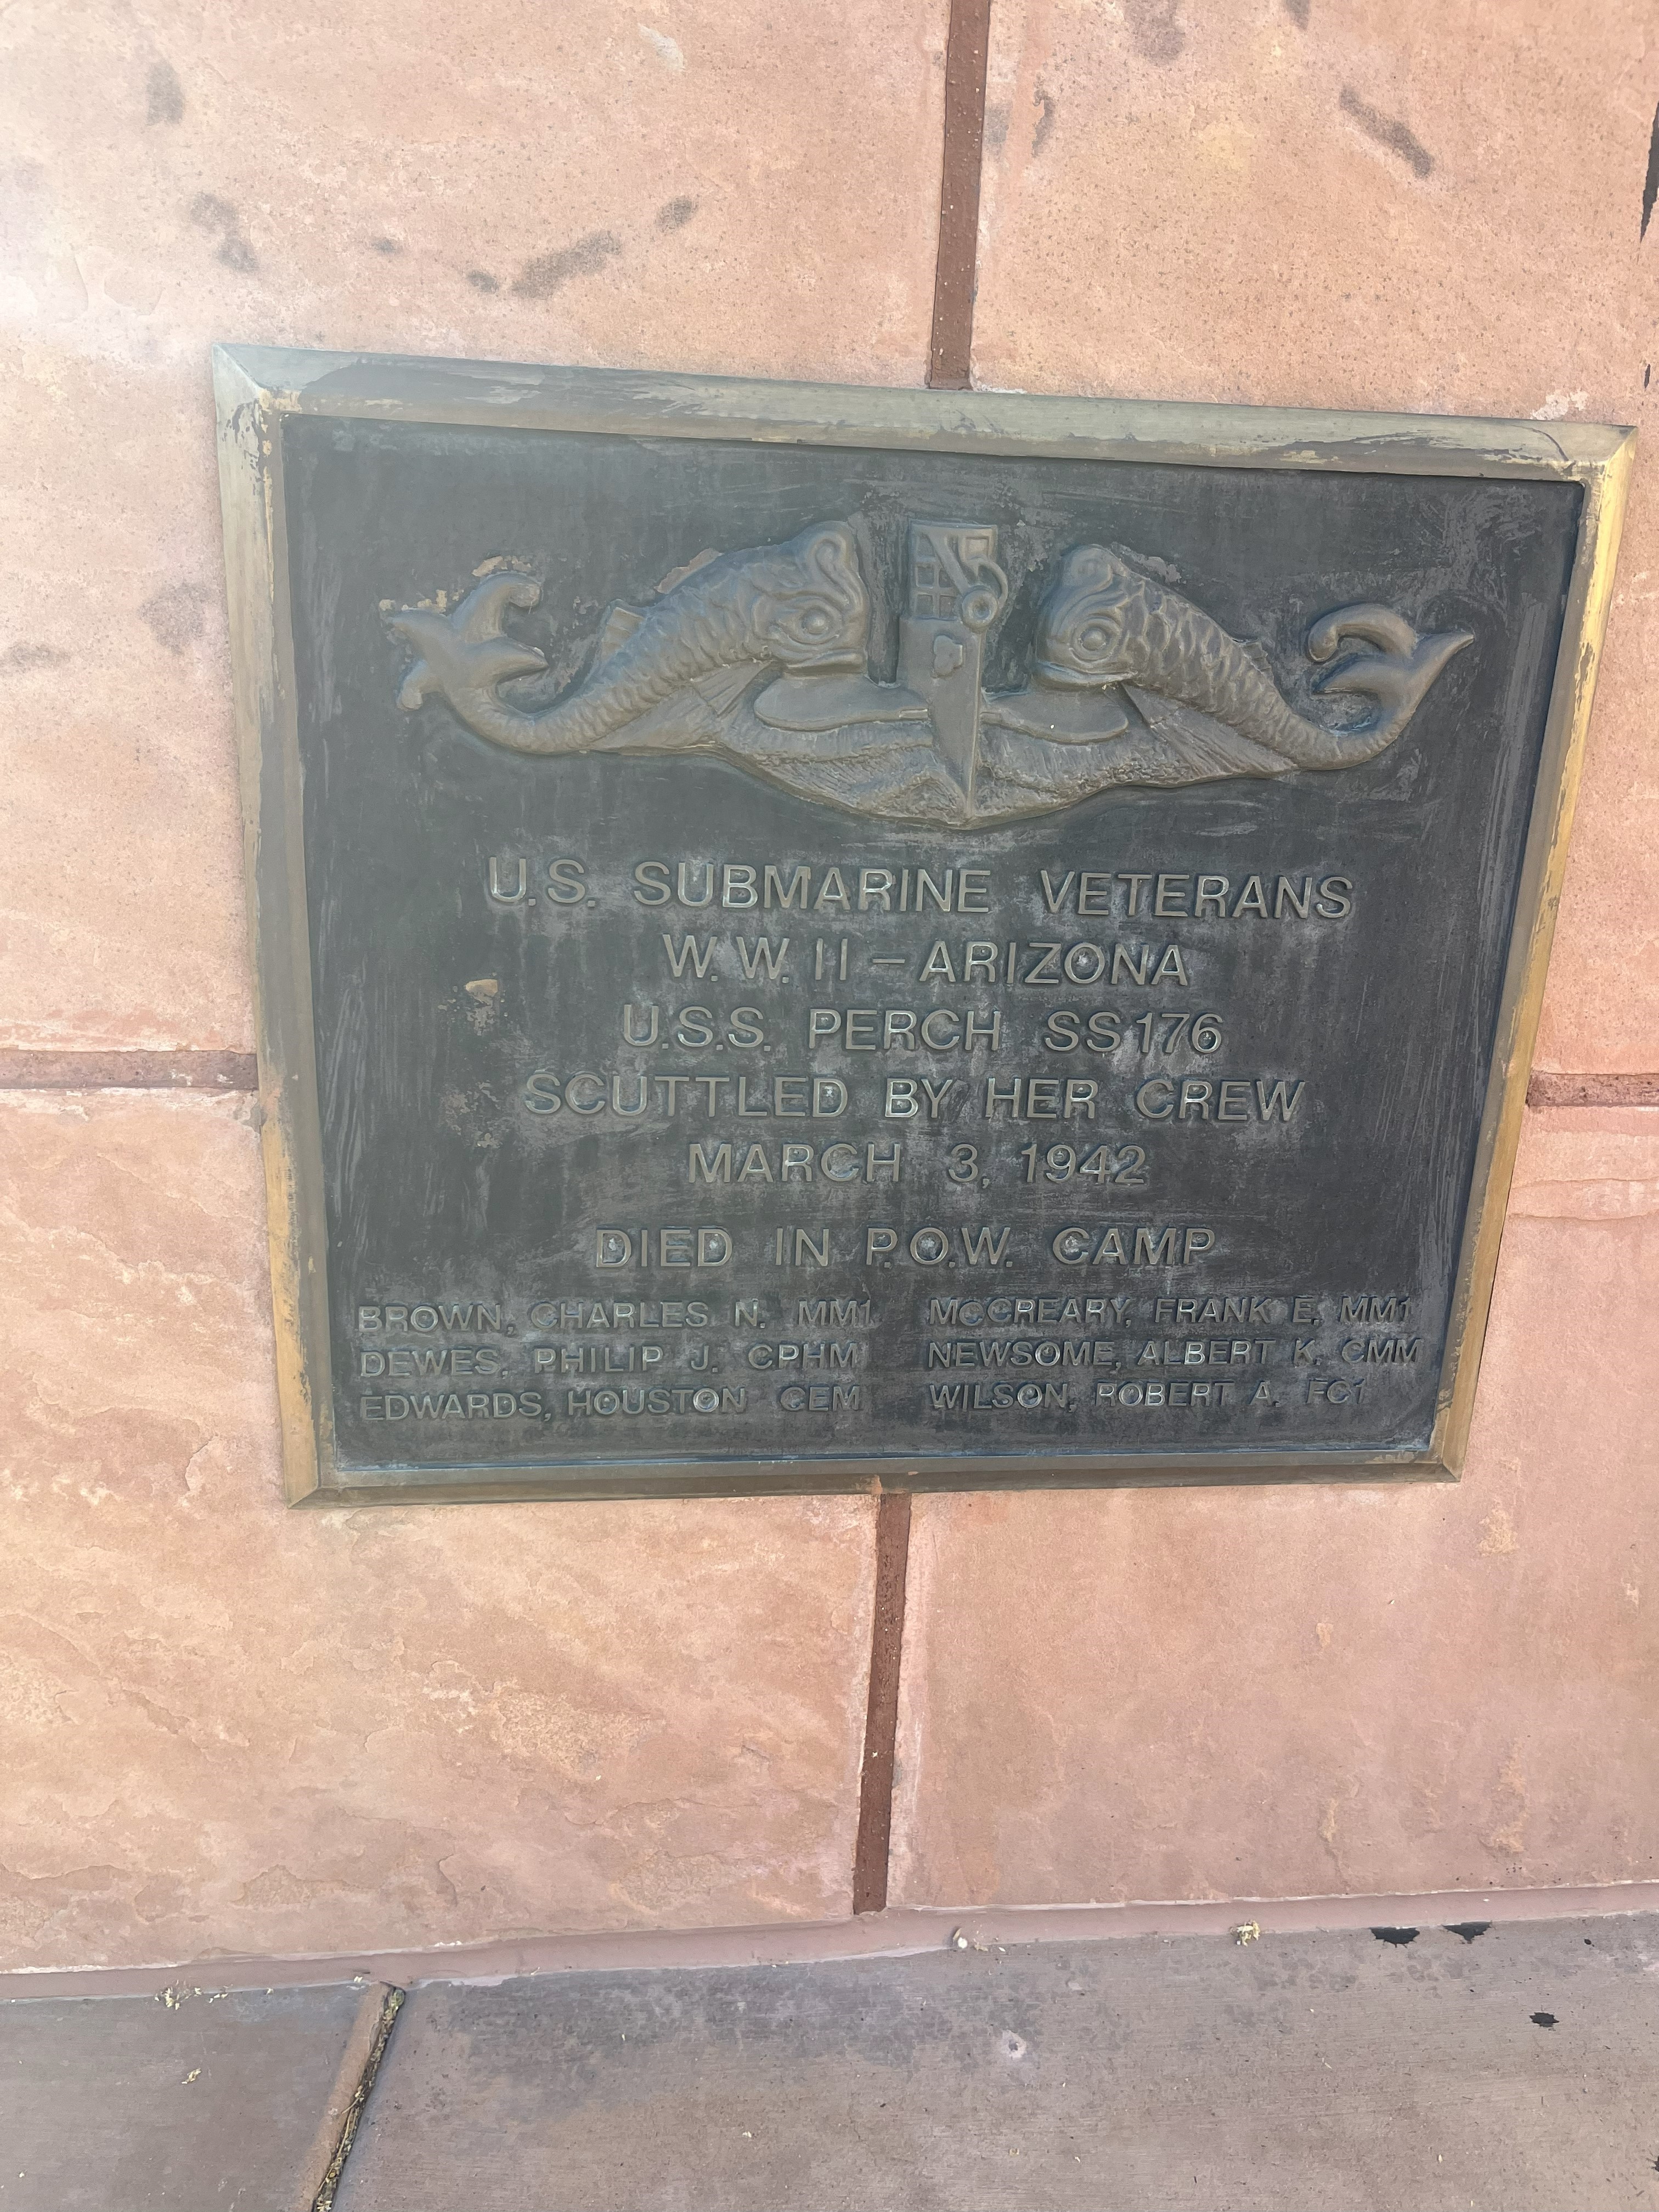 U.S. SUBMARINE VETERANS
W. W. II – ARIZONA
U.S.S. PERCH SS176
SCUTTLED BY HER CREW
MARCH 3, 1942
DIED IN P.O.W. CAMP
BROWN, CHARLES N. MM1 MCCREARY, FRANK E. MM1
DEWES, PHILIP J. CPHM NEWSOME, ALBERT K. CMM
EDWARDS, HOUSTON CEM WILSON, ROBERT A. FC1